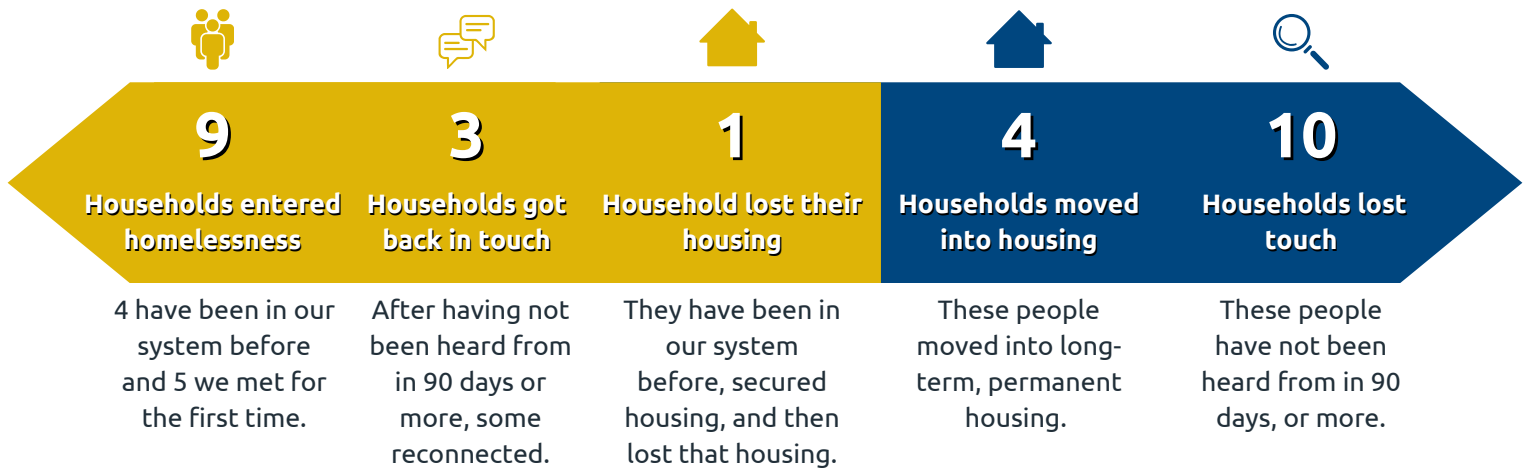 9
Households entered
homelessness
4 have been in our
system before
and 5 we met for
the first time.
3
Households got
back in touch
After having not
been heard from
in 90 days or
more, some
reconnected.
1
Household lost their
housing
They have been in
our system
before, secured
housing, and then
lost that housing.
4
Households moved
into housing
These people
moved into long-
term, permanent
housing.
10
Households lost
touch
These people
have not been
heard from in 90
days, or more.